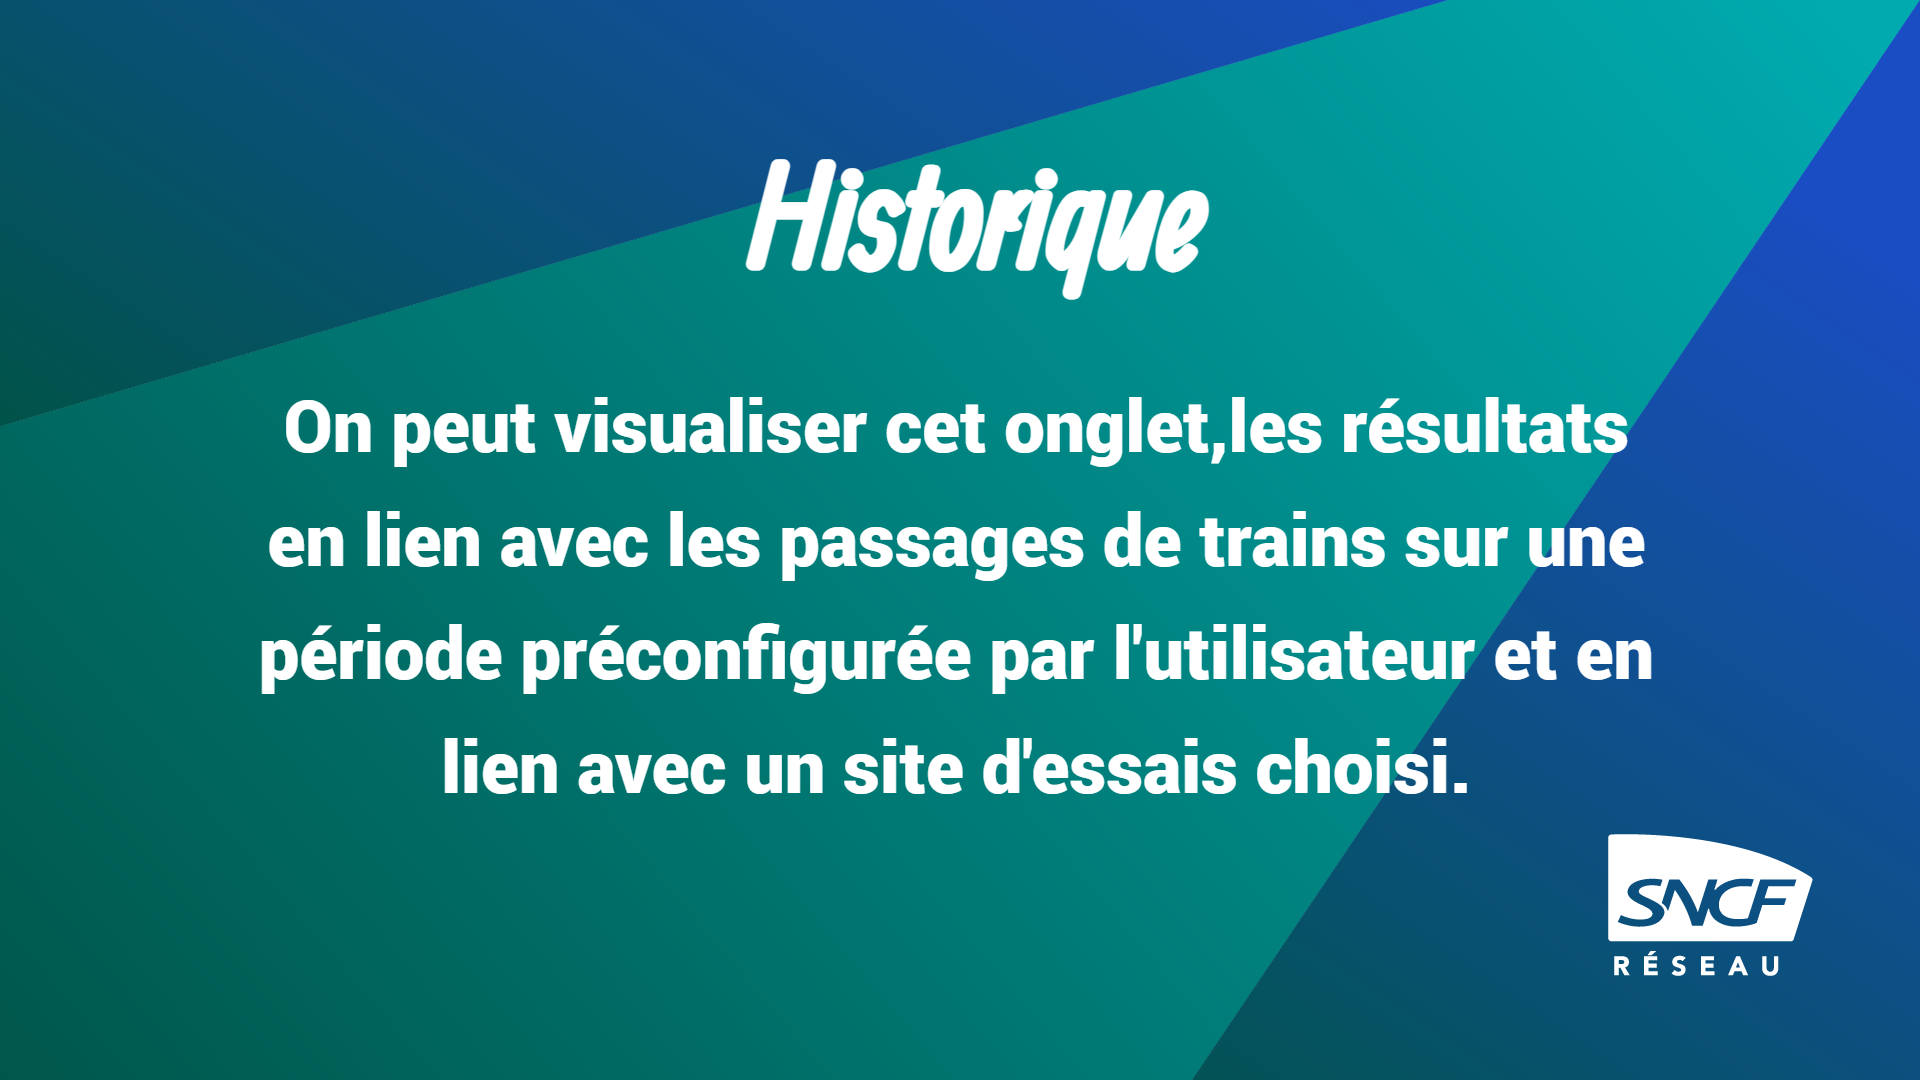 Historique
On peut visualiser cet onglet,les résultats
en lien avec les passages de trains sur une
période préconfigurée par l'utilisateur et en
lien avec un site d'essais choisi.
SNCF
RÉSEAU